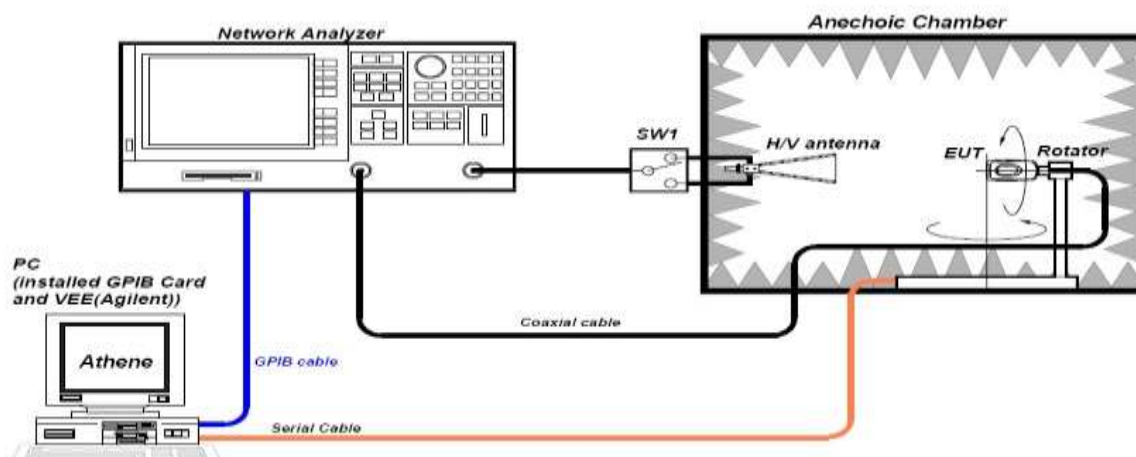 Anechoic Chamber
Network Analyzer
SW1
H/V antenna
EUT
Rotator
PC
(installed GPIB Card
and VEE(Agilent))
Coaxial cable
Athene
GPIB cable
Serial Cable